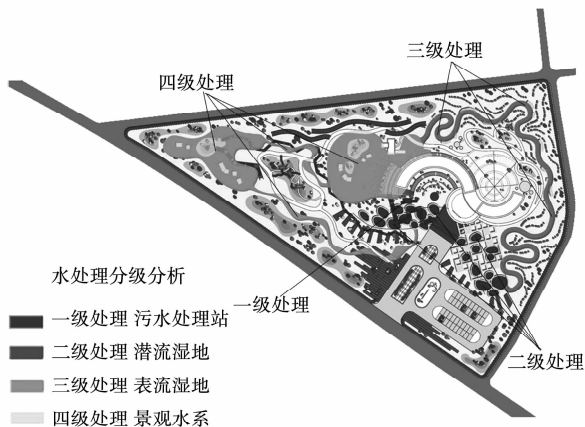 三级处理
四级处理
一级处理
二级处理
水处理分级分析
一级处理 污水处理站
二级处理 潜流湿地
三级处理 表流湿地
四级处理 景观水系